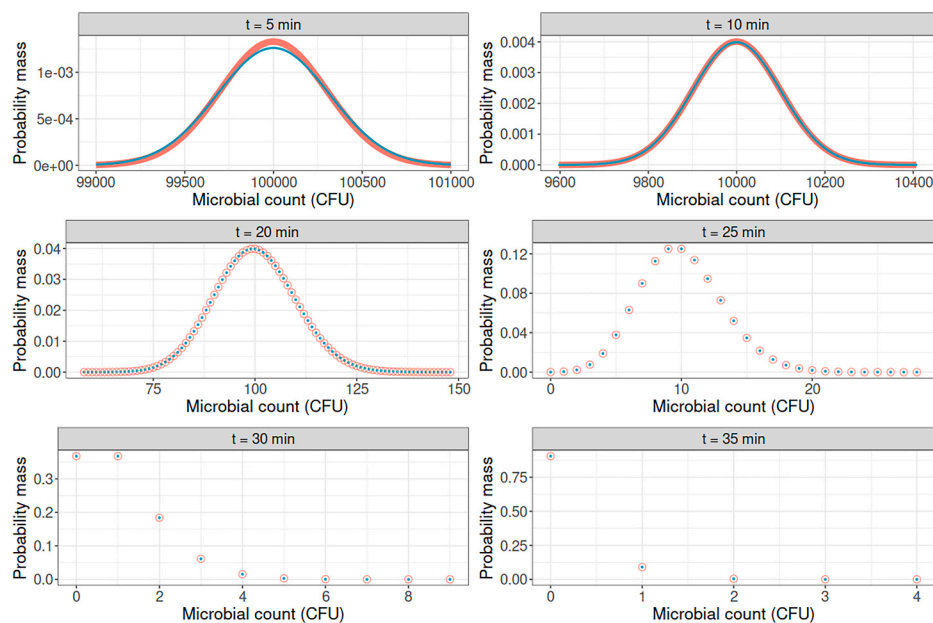 t = 5 min
Probability mass
1e-03
5e-04
0e+00
99000 99500 100000 100500 101000
Microbial count (CFU)
t = 10 min
Probability mass
0.004
0.003
0.002
0.001
0.000
9600 9800 10000 10200 10400
Microbial count (CFU)
t = 20 min
Probability mass
0.04
0.03
0.02
0.01
0.00
75 100 125 150
Microbial count (CFU)
t = 25 min
Probability mass
0.12
0.08
0.04
0.00
0 10 20
Microbial count (CFU)
t = 30 min
Probability mass
0.3
0.2
0.1
0.0
0 2 4 6 8
Microbial count (CFU)
t = 35 min
Probability mass
0.75
0.50
0.25
0.00
0 1 2 3 4
Microbial count (CFU)